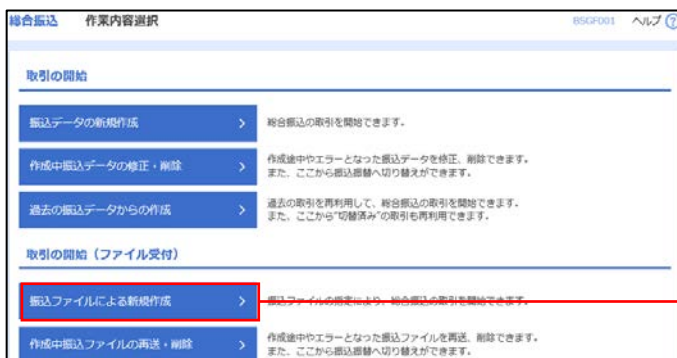 総合振込 作業内容選択 BSGF001 ヘルプ ?
取引の開始
振込データの新規作成 > 総合振込の取引を開始できます。
作成中振込データの修正・削除 > 作成途中やエラーとなった振込データを修正、削除できます。
また、ここから振込振替へ切り替えができます。
過去の振込データからの作成 > 過去の取引を再利用して、総合振込の取引を開始できます。
また、ここから"切替済み"の取引も再利用できます。
取引の開始（ファイル受付）
振込ファイルによる新規作成 > 振込ファイルの指定により、総合振込の取引を開始できます。
作成中振込ファイルの再送・削除 > 作成途中やエラーとなった振込ファイルを再送、削除できます。
また、ここから振込振替へ切り替えができます。